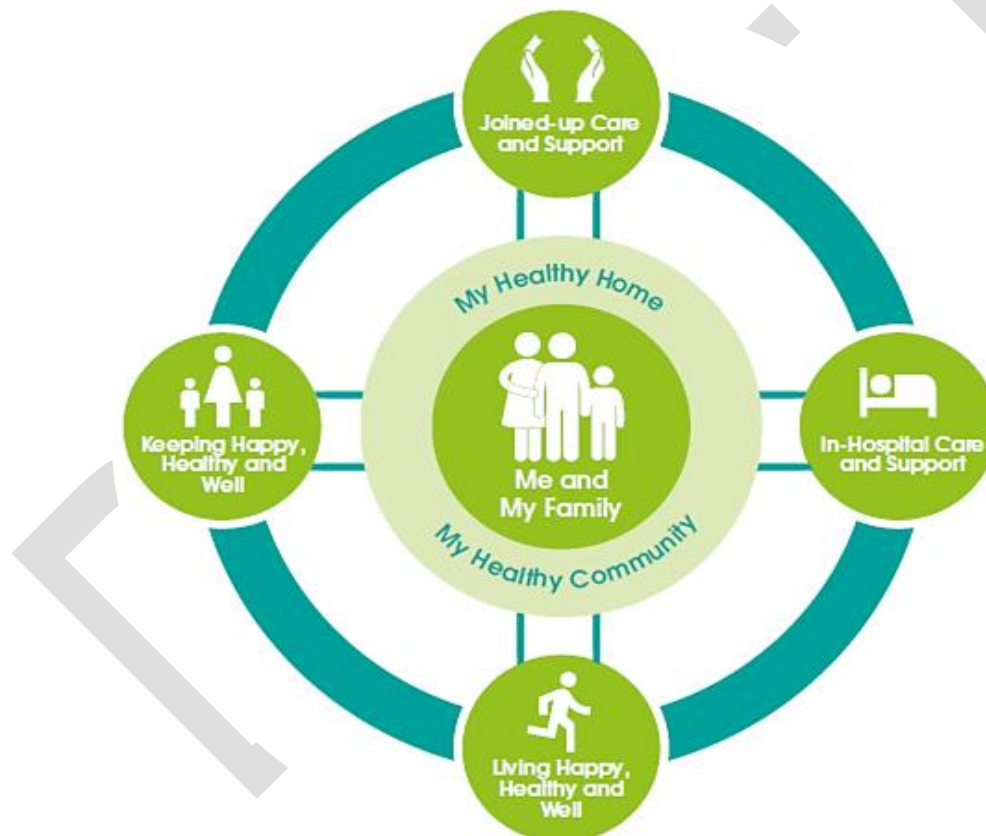 Joined-up Care
and Support
My Healthy Home
Keeping Happy,
Healthy and
Well
Me and
My Family
In-Hospital Care
and Support
My Healthy Community
Living Happy,
Healthy and
Well